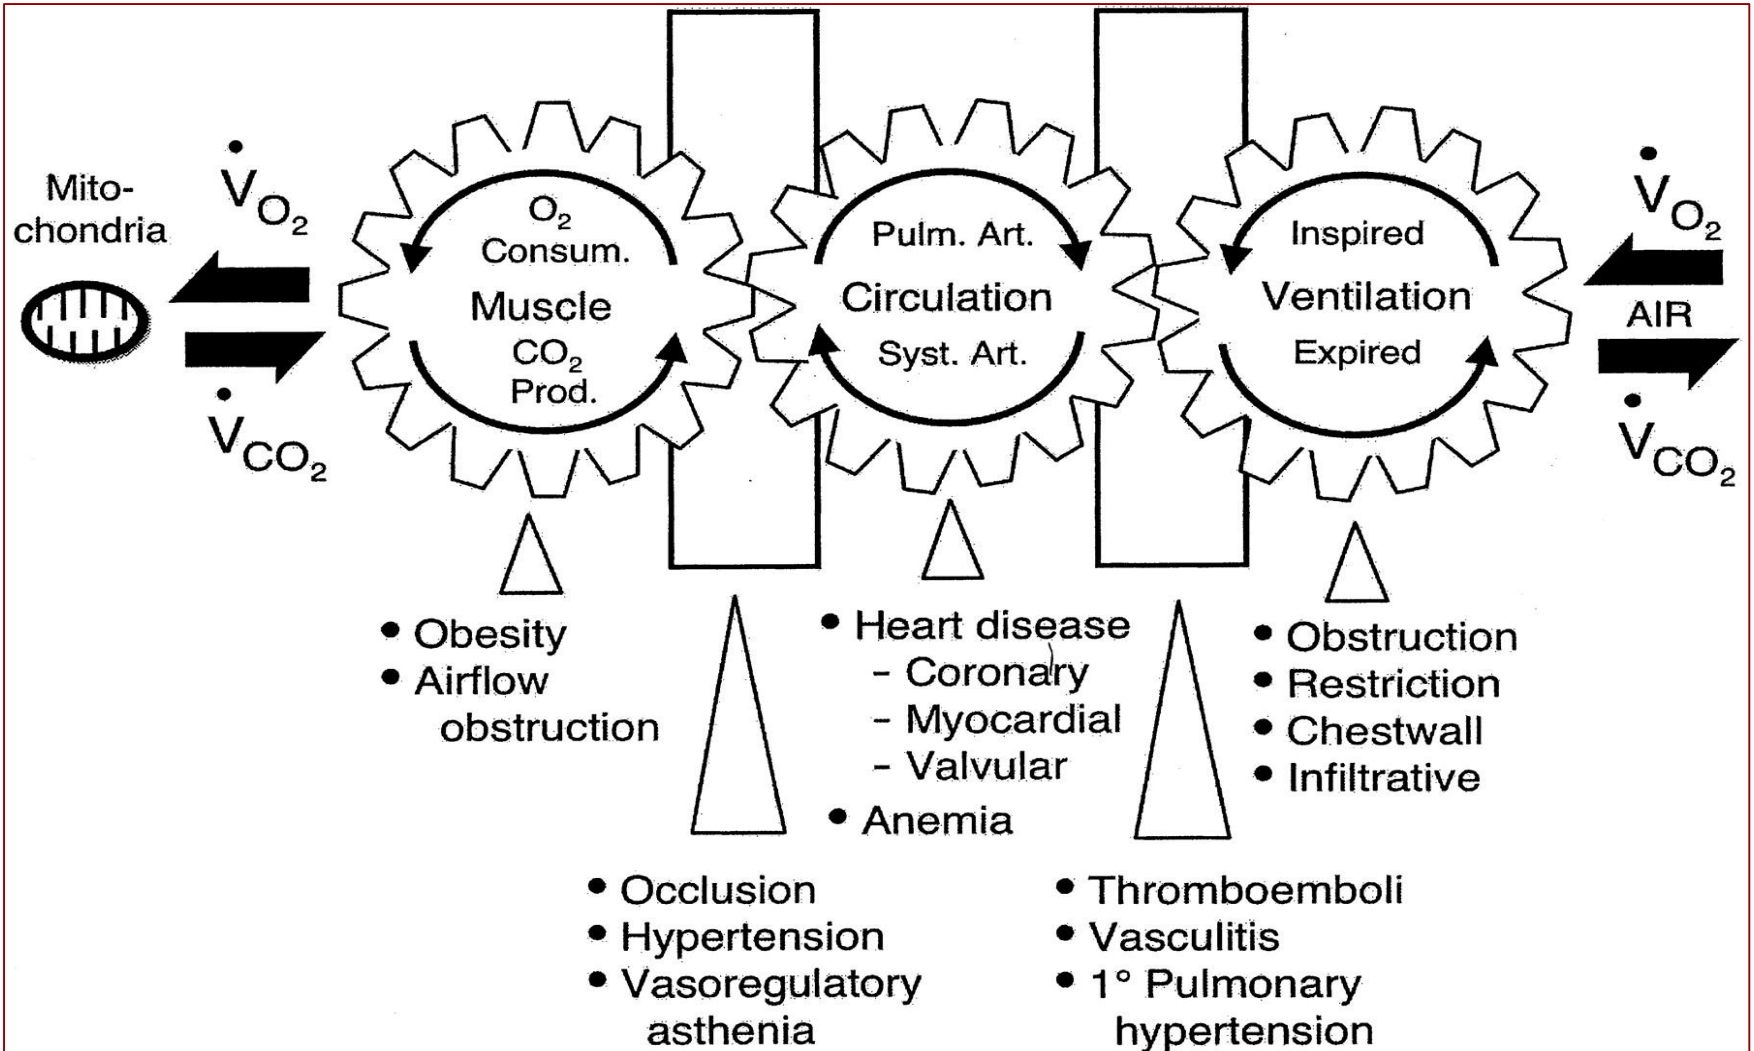 Mito-
chondria
V̇O₂
V̇CO₂
O₂
Consum.
Muscle
CO₂
Prod.
Pulm. Art.
Circulation
Syst. Art.
Inspired
Ventilation
Expired
V̇O₂
AIR
V̇CO₂
• Obesity
• Airflow
obstruction
• Occlusion
• Hypertension
• Vasoregulatory
asthenia
• Heart disease
– Coronary
– Myocardial
– Valvular
• Anemia
• Thromboemboli
• Vasculitis
• 1° Pulmonary
hypertension
• Obstruction
• Restriction
• Chestwall
• Infiltrative